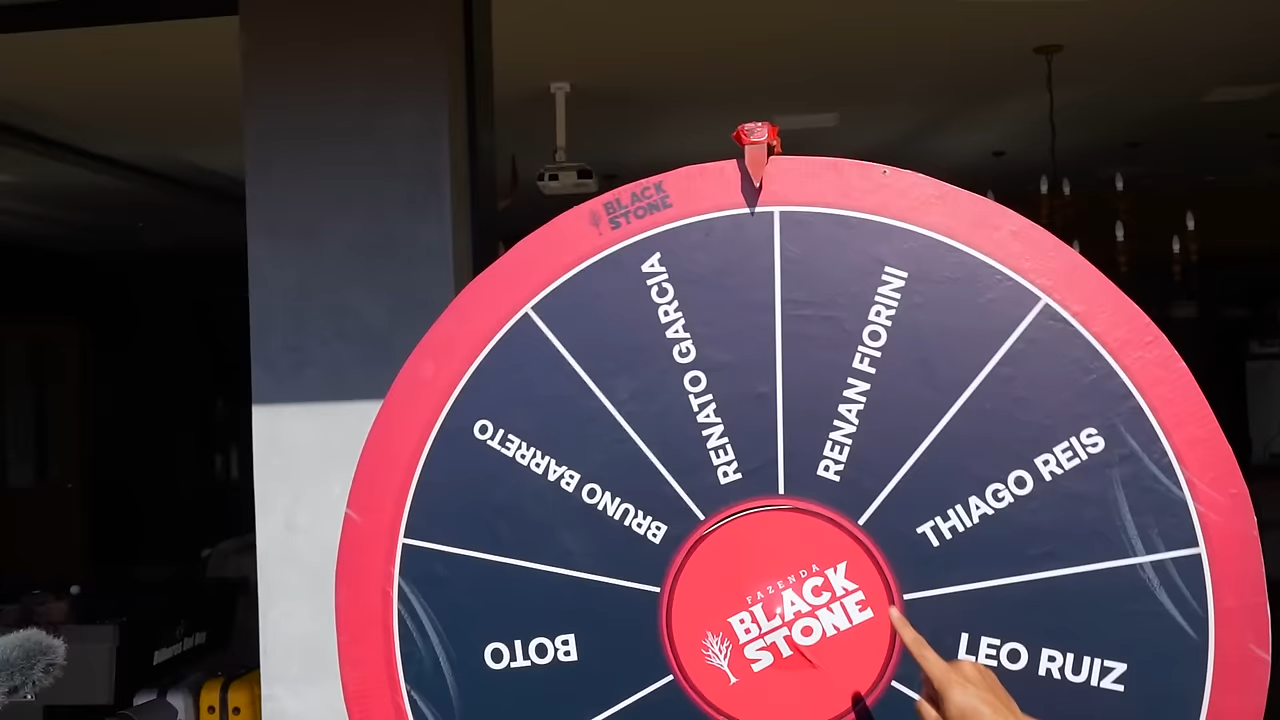 BLACK
STONE
RENATO GARCIA
RENAN FIORINI
BRUNO BARRETO
THIAGO REIS
BOTO
LEO RUIZ
FAZENDA
BLACK
STONE